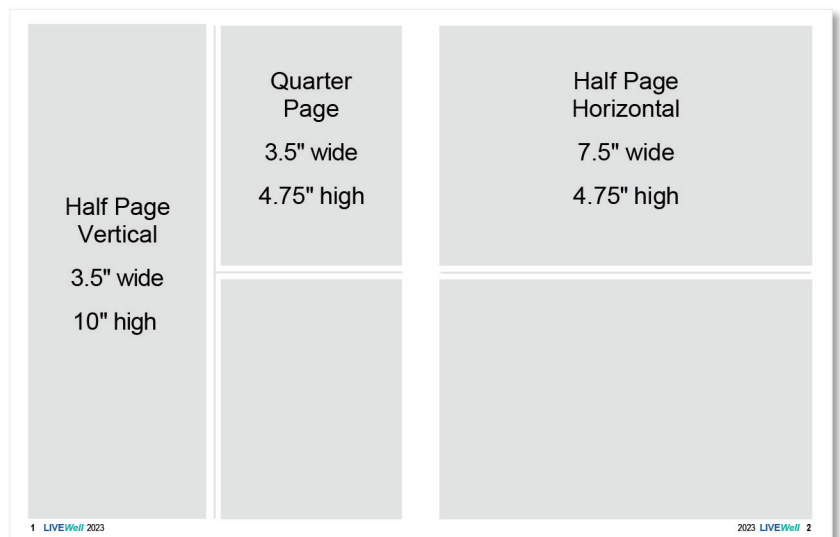 Half Page
Vertical
3.5" wide
10" high
Quarter
Page
3.5" wide
4.75" high
Half Page
Horizontal
7.5" wide
4.75" high
1 LIVEWell 2023
2023 LIVEWell 2